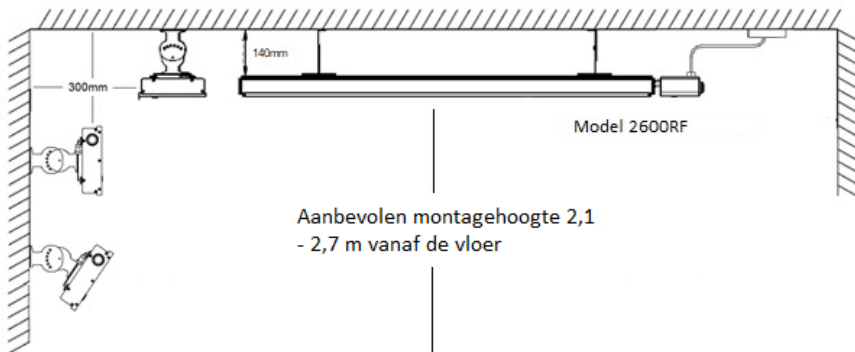 140mm
300mm
Model 2600RF
Aanbevolen montagehoogte 2,1
- 2,7 m vanaf de vloer